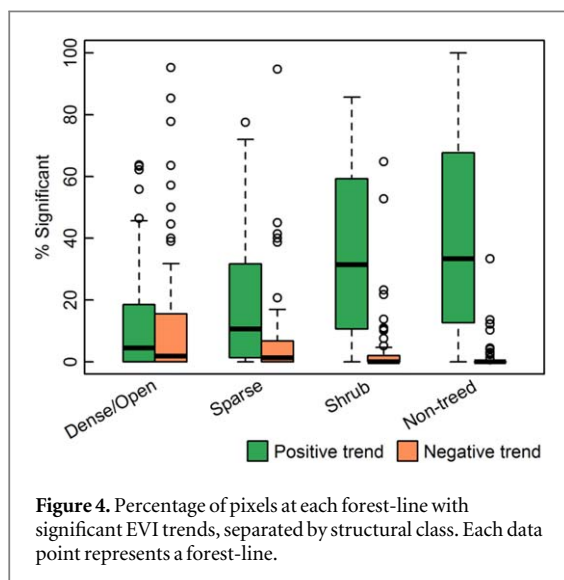 % Significant
100
80
60
40
20
0
Dense/Open
Sparse
Shrub
Non-treed
Positive trend
Negative trend
Figure 4. Percentage of pixels at each forest-line with
significant EVI trends, separated by structural class. Each data
point represents a forest-line.